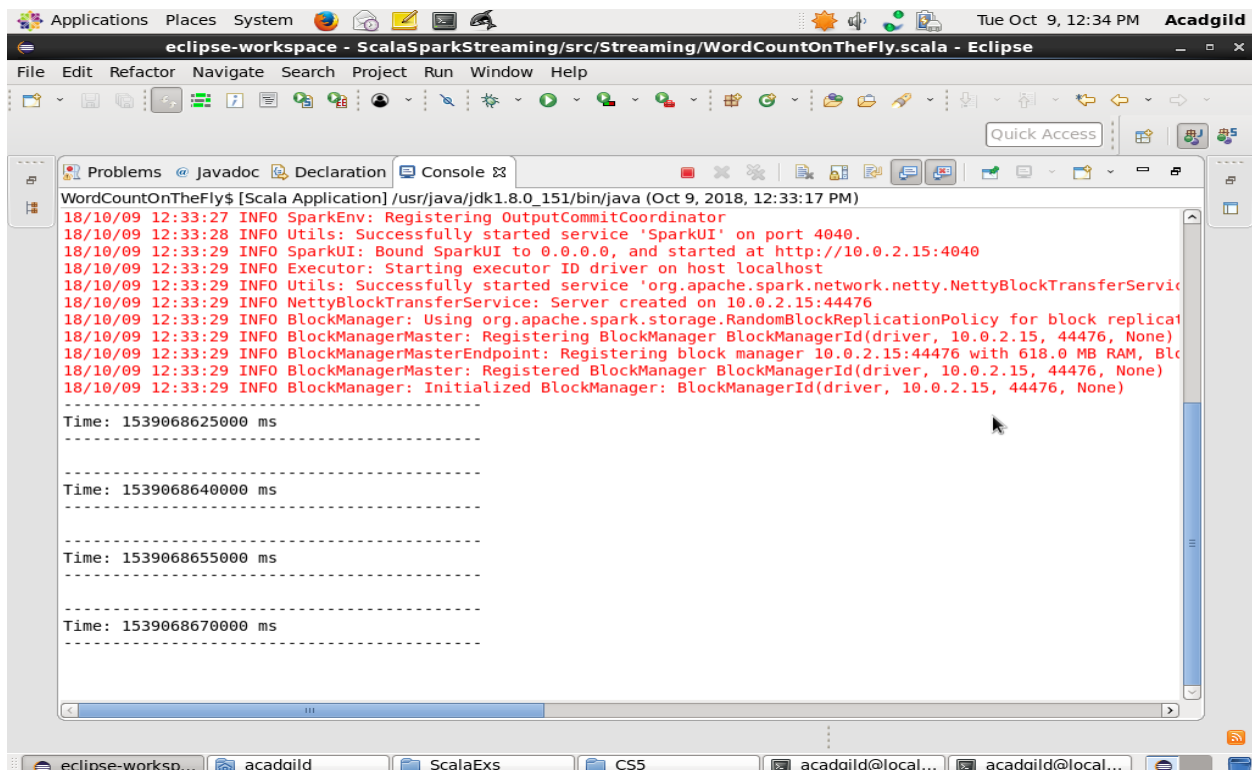 Applications Places System Tue Oct 9, 12:34 PM Acadgild
eclipse-workspace - ScalaSparkStreaming/src/Streaming/WordCountOnTheFly.scala - Eclipse
File Edit Refactor Navigate Search Project Run Window Help
Quick Access
Problems @ Javadoc Declaration Console
WordCountOnTheFly$ [Scala Application] /usr/java/jdk1.8.0_151/bin/java (Oct 9, 2018, 12:33:17 PM)
18/10/09 12:33:27 INFO SparkEnv: Registering OutputCommitCoordinator
18/10/09 12:33:28 INFO Utils: Successfully started service 'SparkUI' on port 4040.
18/10/09 12:33:29 INFO SparkUI: Bound SparkUI to 0.0.0.0, and started at http://10.0.2.15:4040
18/10/09 12:33:29 INFO Executor: Starting executor ID driver on host localhost
18/10/09 12:33:29 INFO Utils: Successfully started service 'org.apache.spark.network.netty.NettyBlockTransferServic
18/10/09 12:33:29 INFO NettyBlockTransferService: Server created on 10.0.2.15:44476
18/10/09 12:33:29 INFO BlockManager: Using org.apache.spark.storage.RandomBlockReplicationPolicy for block replicat
18/10/09 12:33:29 INFO BlockManagerMaster: Registering BlockManager BlockManagerId(driver, 10.0.2.15, 44476, None)
18/10/09 12:33:29 INFO BlockManagerMasterEndpoint: Registering block manager 10.0.2.15:44476 with 618.0 MB RAM, Blo
18/10/09 12:33:29 INFO BlockManagerMaster: Registered BlockManager BlockManagerId(driver, 10.0.2.15, 44476, None)
18/10/09 12:33:29 INFO BlockManager: Initialized BlockManager: BlockManagerId(driver, 10.0.2.15, 44476, None)
-------------------------------------------
Time: 1539068625000 ms
-------------------------------------------
-------------------------------------------
Time: 1539068640000 ms
-------------------------------------------
-------------------------------------------
Time: 1539068655000 ms
-------------------------------------------
-------------------------------------------
Time: 1539068670000 ms
-------------------------------------------
eclipse-worksp... acadgild ScalaExs CS5 acadgild@local... acadgild@local...